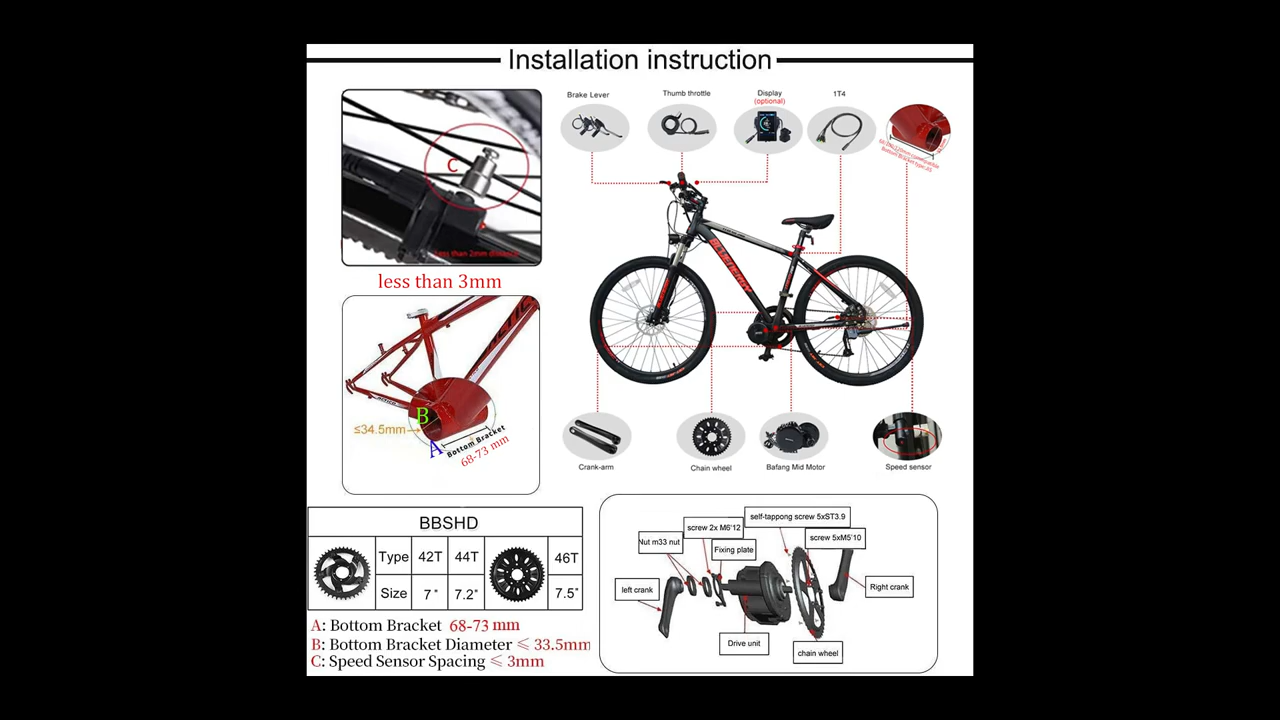 Installation instruction
Brake Lever
Thumb throttle
Display
(optional)
1T4
C
less than 2mm distance
less than 3mm
B
≤34.5mm
A
Bottom Bracket
68-73 mm
Crank-arm
Chain wheel
Bafang Mid Motor
Speed sensor
BBSHD
Type 42T 44T 46T
Size 7" 7.2" 7.5"
A: Bottom Bracket 68-73 mm
B: Bottom Bracket Diameter ≤ 33.5mm
C: Speed Sensor Spacing ≤ 3mm
self-tappong screw 5xST3.9
screw 2x M6'12
screw 5xM5'10
Nut m33 nut
Fixing plate
left crank
Right crank
Drive unit
chain wheel